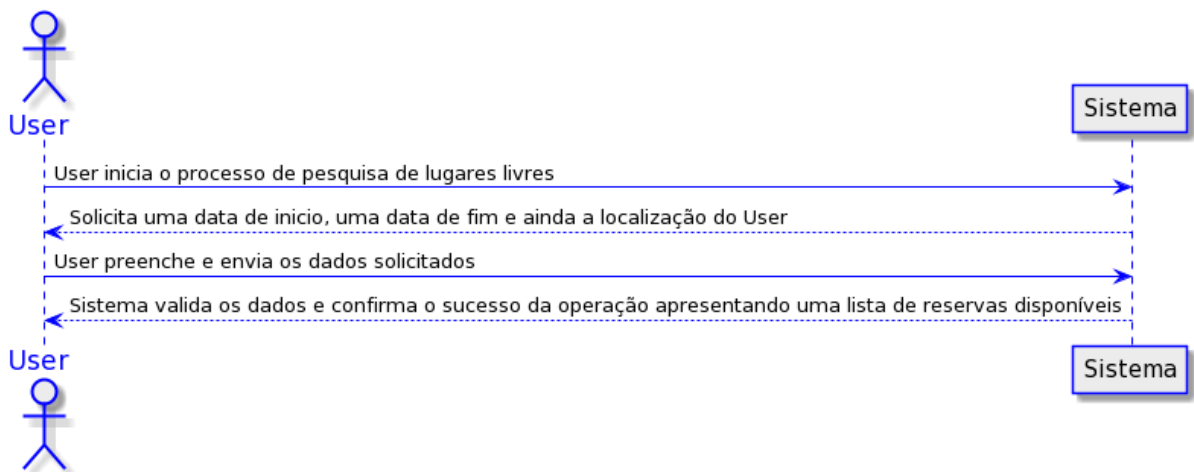 User
Sistema
User inicia o processo de pesquisa de lugares livres
Solicita uma data de inicio, uma data de fim e ainda a localização do User
User preenche e envia os dados solicitados
Sistema valida os dados e confirma o sucesso da operação apresentando uma lista de reservas disponíveis
User
Sistema